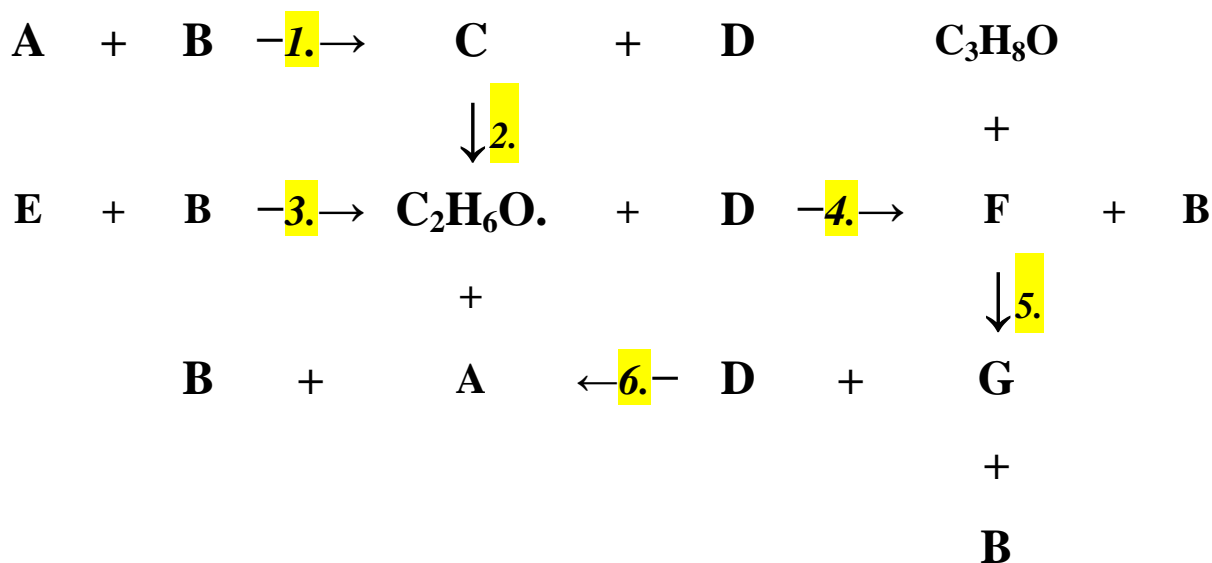 A + B −1.→ C + D C₃H₈O
↓2. +
E + B −3.→ C₂H₆O. + D −4.→ F + B
+ ↓5.
B + A ←6.− D + G
+
B